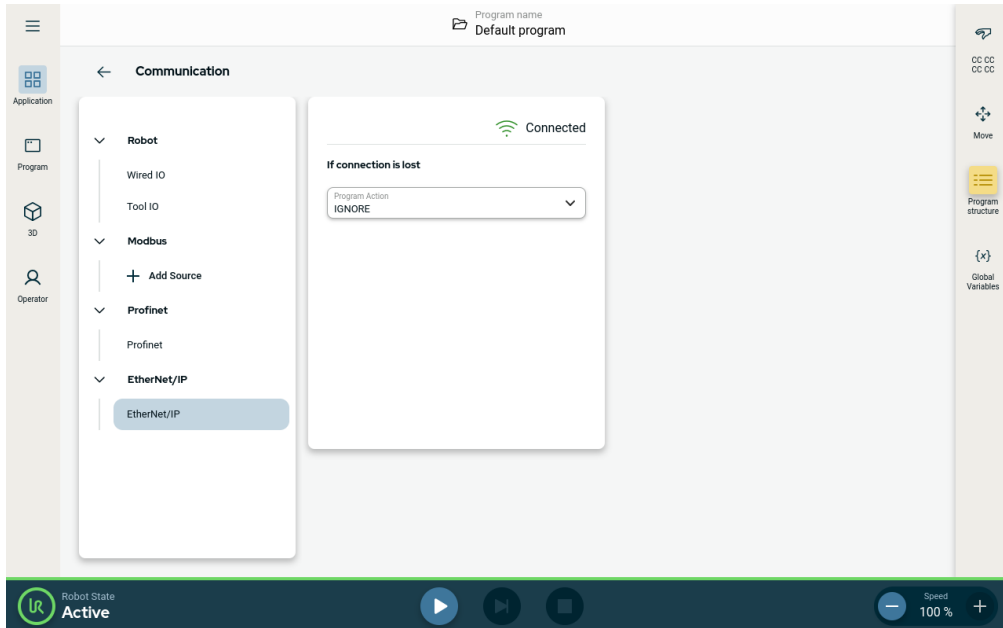 Program name
Default program
Application
Program
3D
Operator
Communication
Robot
Wired IO
Tool IO
Modbus
Add Source
Profinet
Profinet
EtherNet/IP
EtherNet/IP
Connected
If connection is lost
Program Action
IGNORE
CC CC
CC CC
Move
Program
structure
{x}
Global
Variables
Robot State
Active
Speed
100 %